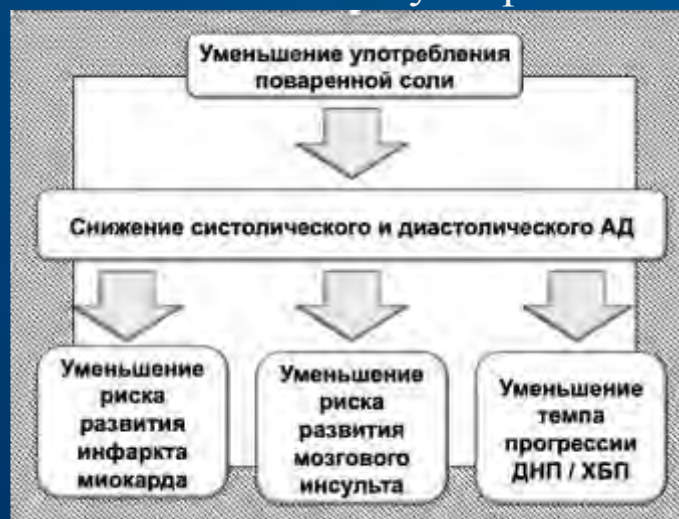 Уменьшение употребления
поваренной соли
Снижение систолического и диастолического АД
Уменьшение
риска
развития
инфаркта
миокарда
Уменьшение
риска
развития
мозгового
инсульта
Уменьшение
темпа
прогрессии
ДНП / ХБП